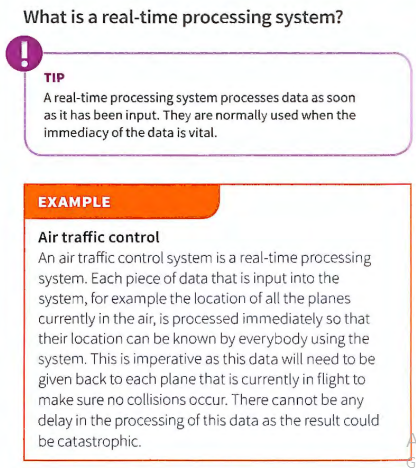 What is a real-time processing system?
!
TIP
A real-time processing system processes data as soon
as it has been input. They are normally used when the
immediacy of the data is vital.
EXAMPLE
Air traffic control
An air traffic control system is a real-time processing
system. Each piece of data that is input into the
system, for example the location of all the planes
currently in the air, is processed immediately so that
their location can be known by everybody using the
system. This is imperative as this data will need to be
given back to each plane that is currently in flight to
make sure no collisions occur. There cannot be any
delay in the processing of this data as the result could
be catastrophic.